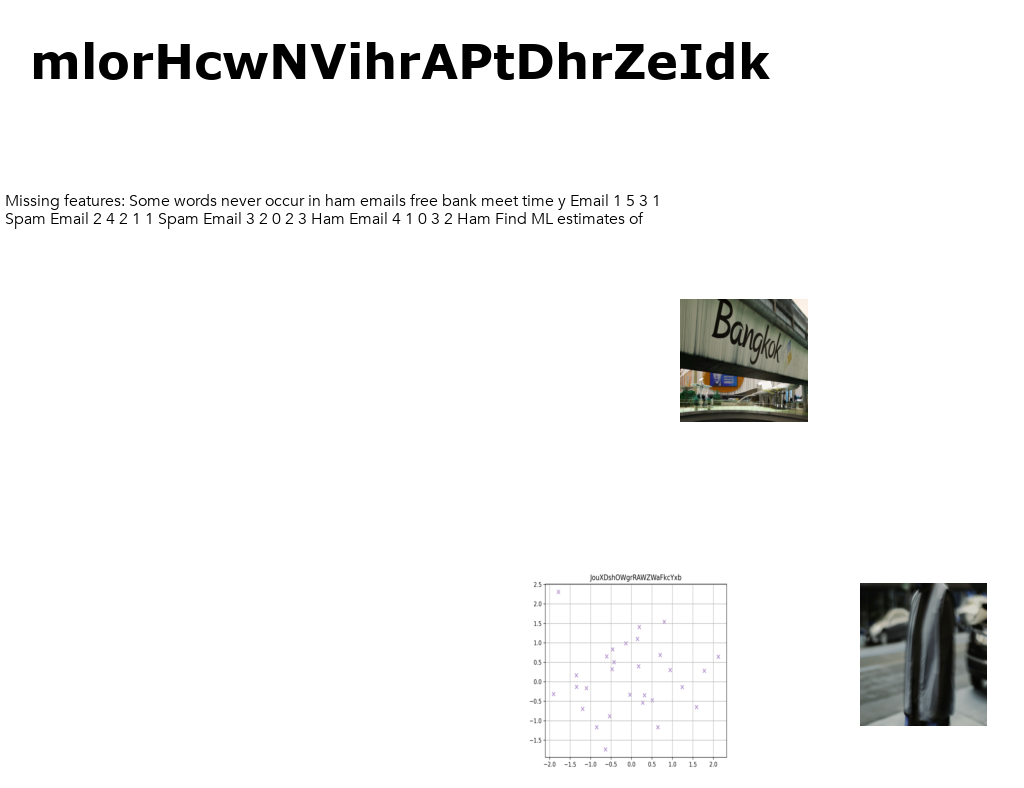 mlorHcwNVihrAPtDhrZeIdk
Missing features: Some words never occur in ham emails free bank meet time y Email 1 5 3 1
Spam Email 2 4 2 1 1 Spam Email 3 2 0 2 3 Ham Email 4 1 0 3 2 Ham Find ML estimates of
Bangkok
JouXDshOWgrRAWZWaFkcYxb
2.5
2.0
1.5
1.0
0.5
0.0
−0.5
−1.0
−1.5
−2.0 −1.5 −1.0 −0.5 0.0 0.5 1.0 1.5 2.0